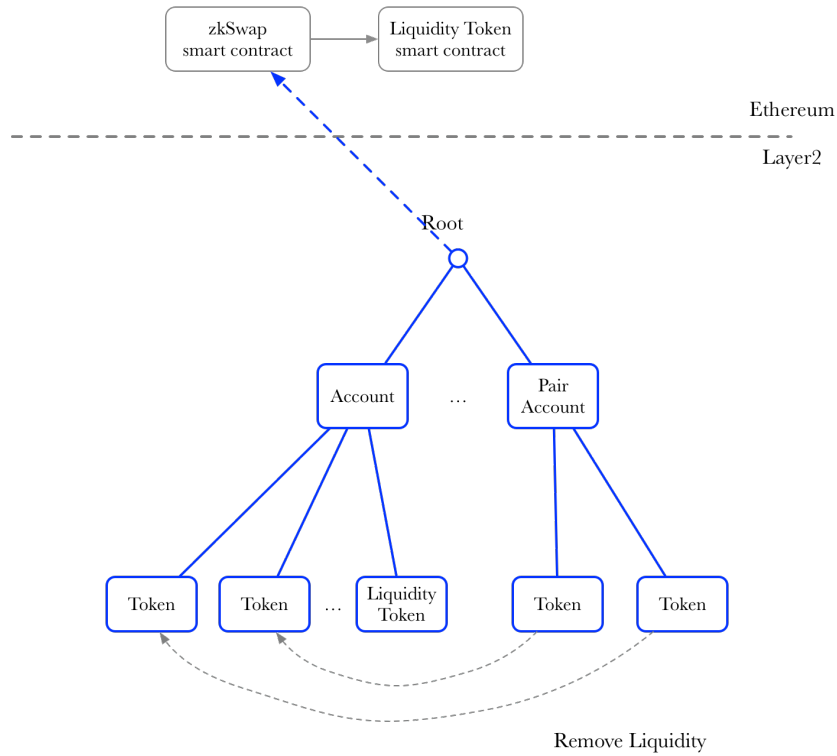 zkSwap
smart contract
Liquidity Token
smart contract
Ethereum
Layer2
Root
Account
...
Pair
Account
Token
Token
...
Liquidity
Token
Token
Token
Remove Liquidity